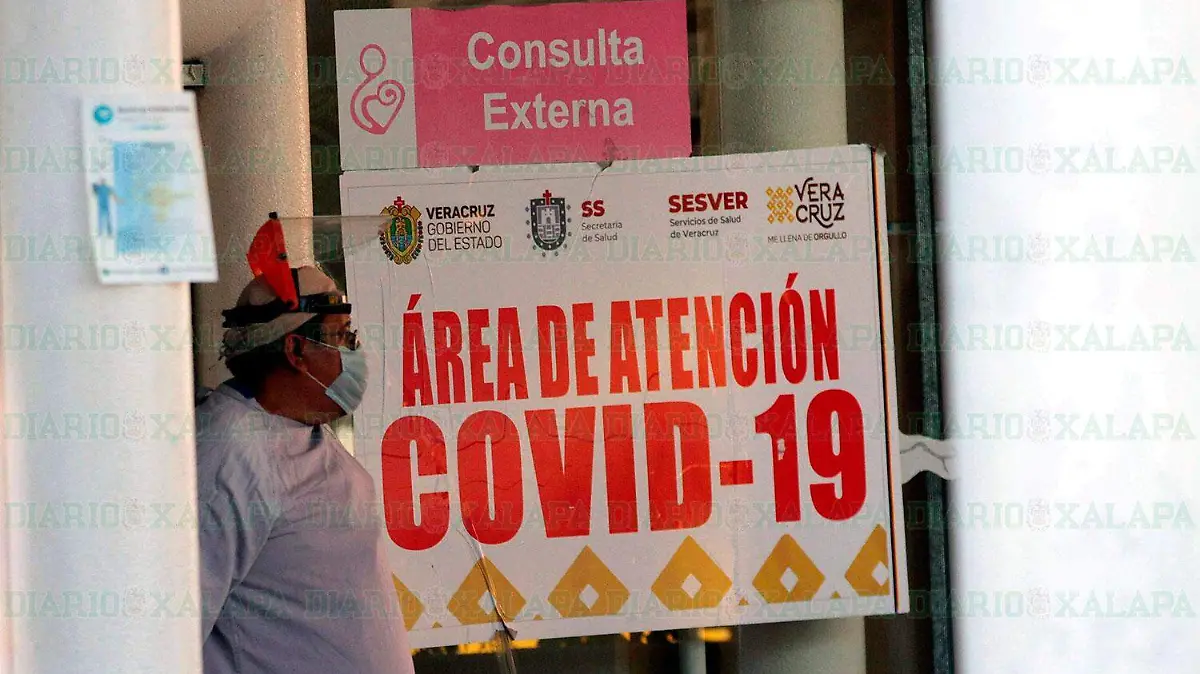 Consulta
Externa
VERACRUZ
GOBIERNO
DEL ESTADO
SS
Secretaría
de Salud
SESVER
Servicios de Salud
de Veracruz
VERA
CRUZ
ME LLENA DE ORGULLO
ÁREA DE ATENCIÓN
COVID-19
DIARIO XALAPA